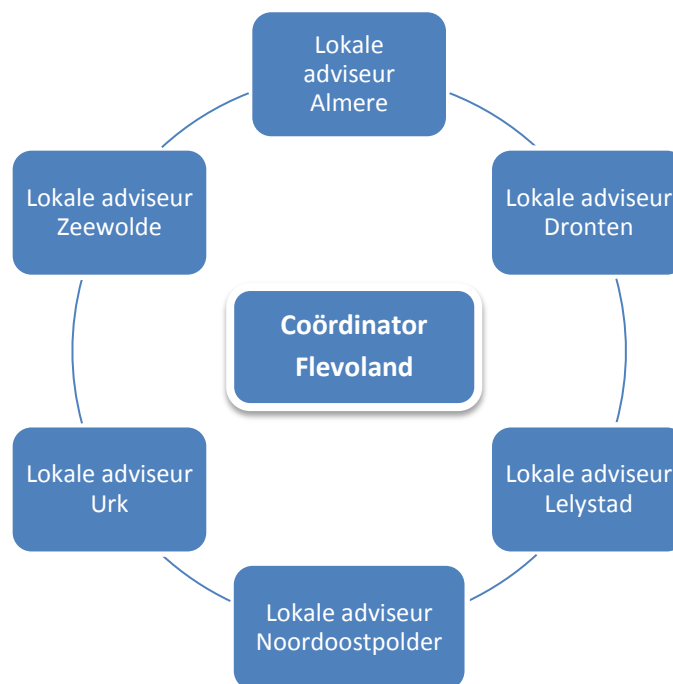 Lokale
adviseur
Almere
Lokale adviseur
Zeewolde
Lokale adviseur
Dronten
Coördinator
Flevoland
Lokale adviseur
Urk
Lokale adviseur
Lelystad
Lokale adviseur
Noordoostpolder